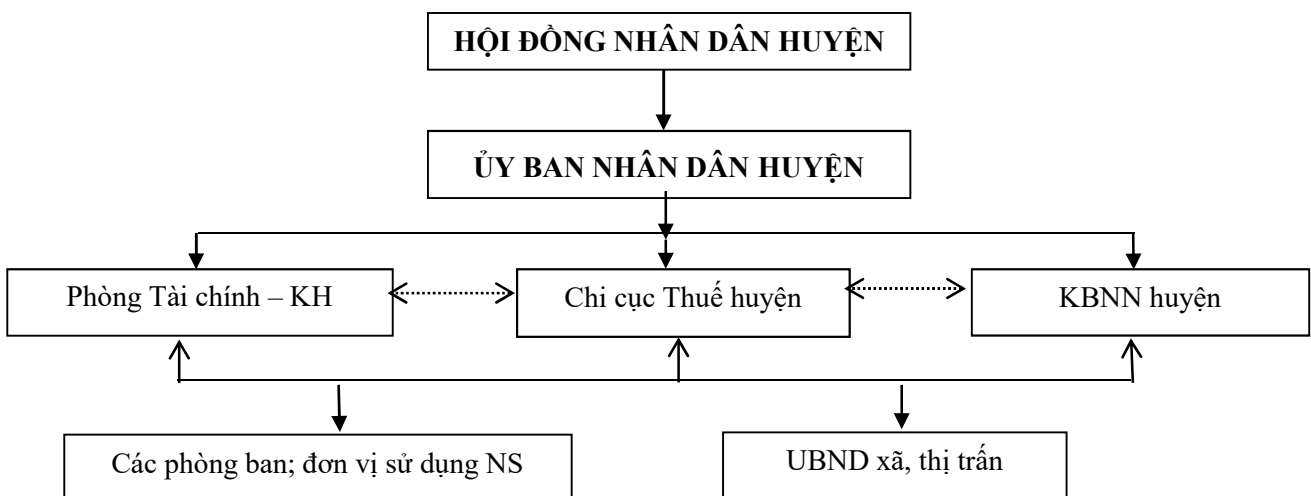 HỘI ĐỒNG NHÂN DÂN HUYỆN
ỦY BAN NHÂN DÂN HUYỆN
Phòng Tài chính – KH
Chi cục Thuế huyện
KBNN huyện
Các phòng ban; đơn vị sử dụng NS
UBND xã, thị trấn